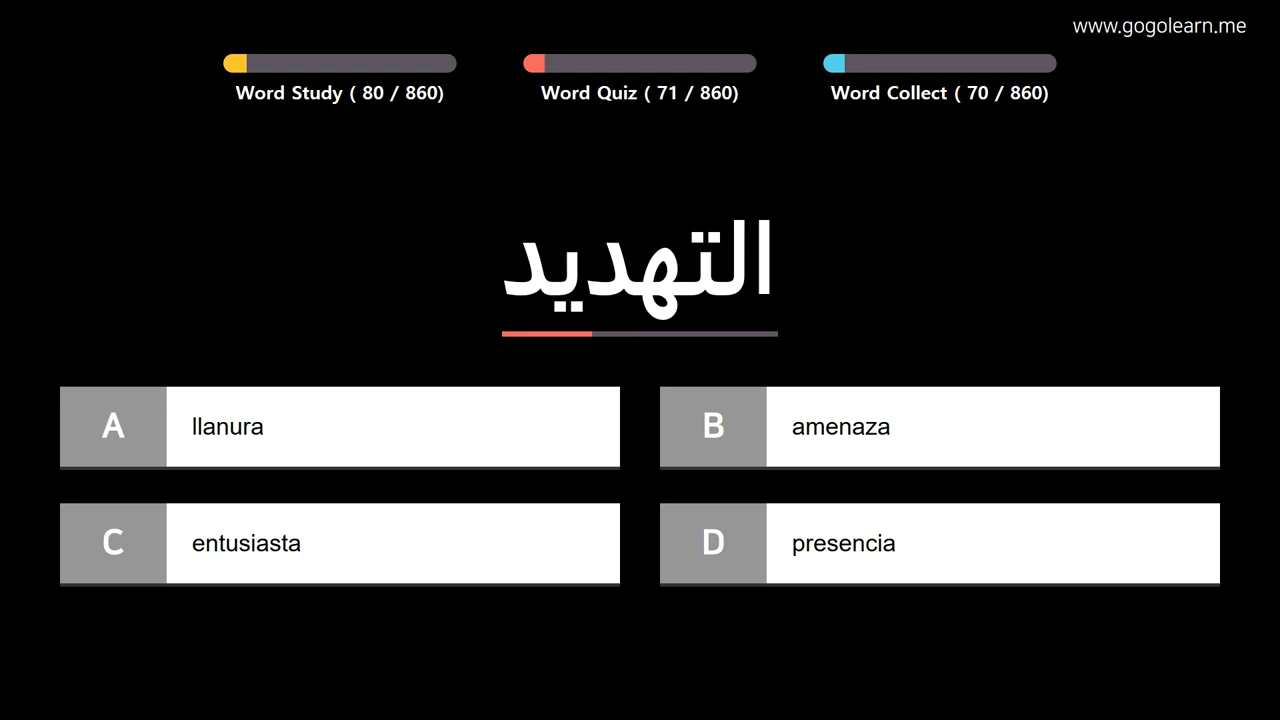 www.gogolearn.me
Word Study ( 80 / 860)
Word Quiz ( 71 / 860)
Word Collect ( 70 / 860)
التهديد
A llanura
B amenaza
C entusiasta
D presencia